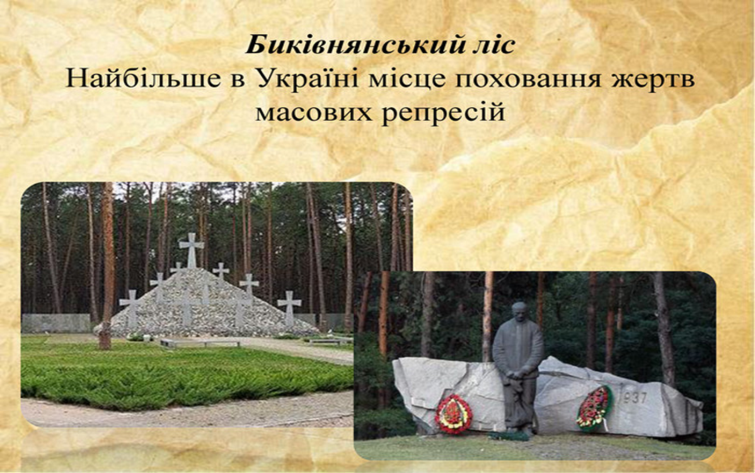 Биківнянський ліс
Найбільше в Україні місце поховання жертв
масових репресій
1937